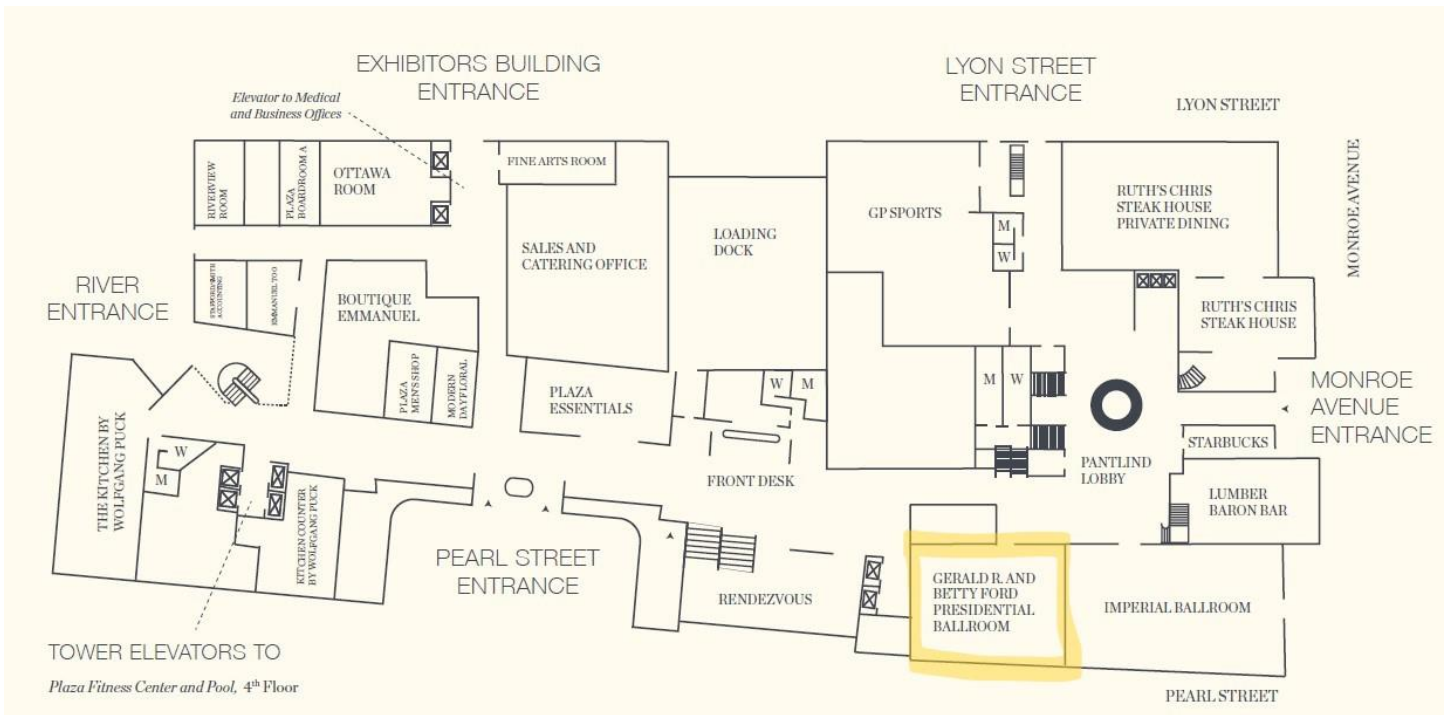 EXHIBITORS BUILDING
ENTRANCE
LYON STREET
ENTRANCE
Elevator to Medical
and Business Offices
LYON STREET
MONROE AVENUE
RIVERVIEW
ROOM
PLAZA
BOARDROOM A
OTTAWA
ROOM
FINE ARTS ROOM
SALES AND
CATERING OFFICE
LOADING
DOCK
GP SPORTS
M
W
RUTH'S CHRIS
STEAK HOUSE
PRIVATE DINING
RUTH'S CHRIS
STEAK HOUSE
RIVER
ENTRANCE
STAFFORD-SMITH
ACCOUNTING
EMMANUEL TOO
BOUTIQUE
EMMANUEL
PLAZA
MEN'S SHOP
MODERN
DAY FLORAL
PLAZA
ESSENTIALS
W
M
M
W
MONROE
AVENUE
ENTRANCE
STARBUCKS
THE KITCHEN BY
WOLFGANG PUCK
W
M
KITCHEN COUNTER
BY WOLFGANG PUCK
FRONT DESK
PANTLIND
LOBBY
LUMBER
BARON BAR
PEARL STREET
ENTRANCE
RENDEZVOUS
GERALD R. AND
BETTY FORD
PRESIDENTIAL
BALLROOM
IMPERIAL BALLROOM
TOWER ELEVATORS TO
Plaza Fitness Center and Pool, 4th Floor
PEARL STREET